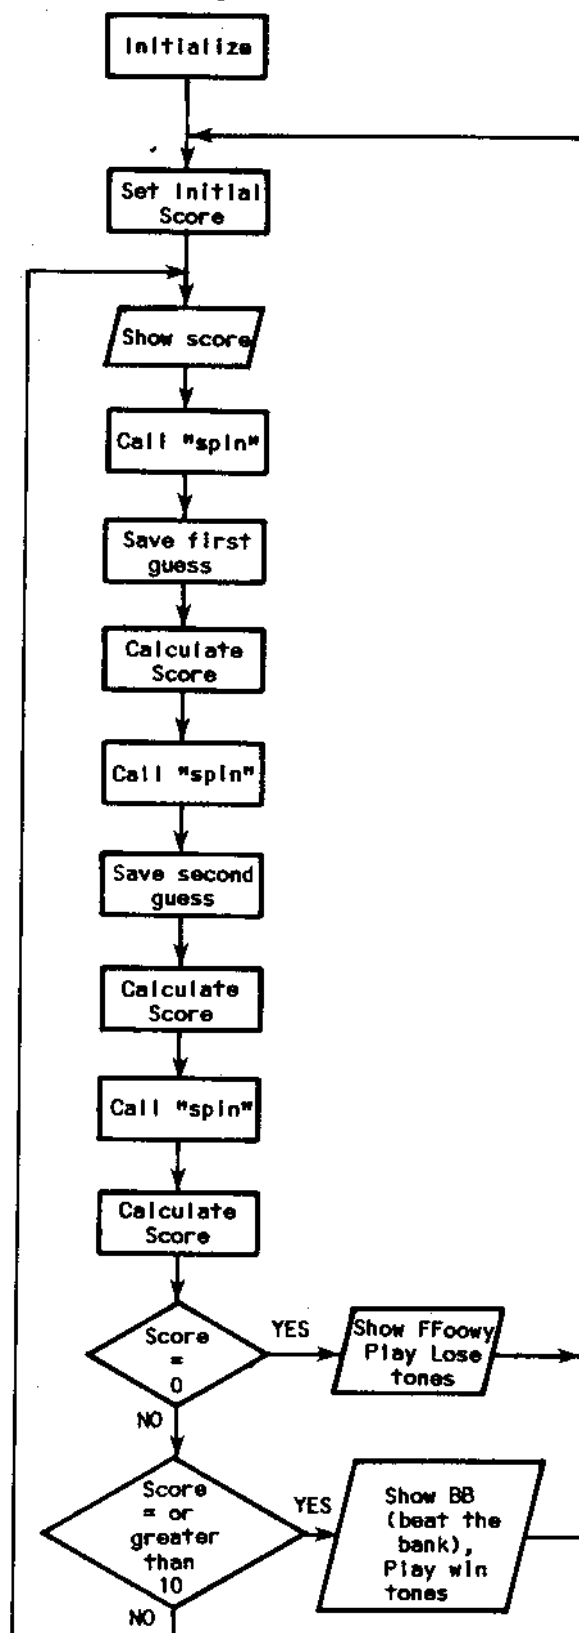 Initialize
Set Initial
Score
Show score
Call "spin"
Save first
guess
Calculate
Score
Call "spin"
Save second
guess
Calculate
Score
Call "spin"
Calculate
Score
Score
=
0
YES
Show FFoowy
Play Lose
tones
NO
Score
= or
greater
than
10
YES
Show BB
(beat the
bank),
Play win
tones
NO